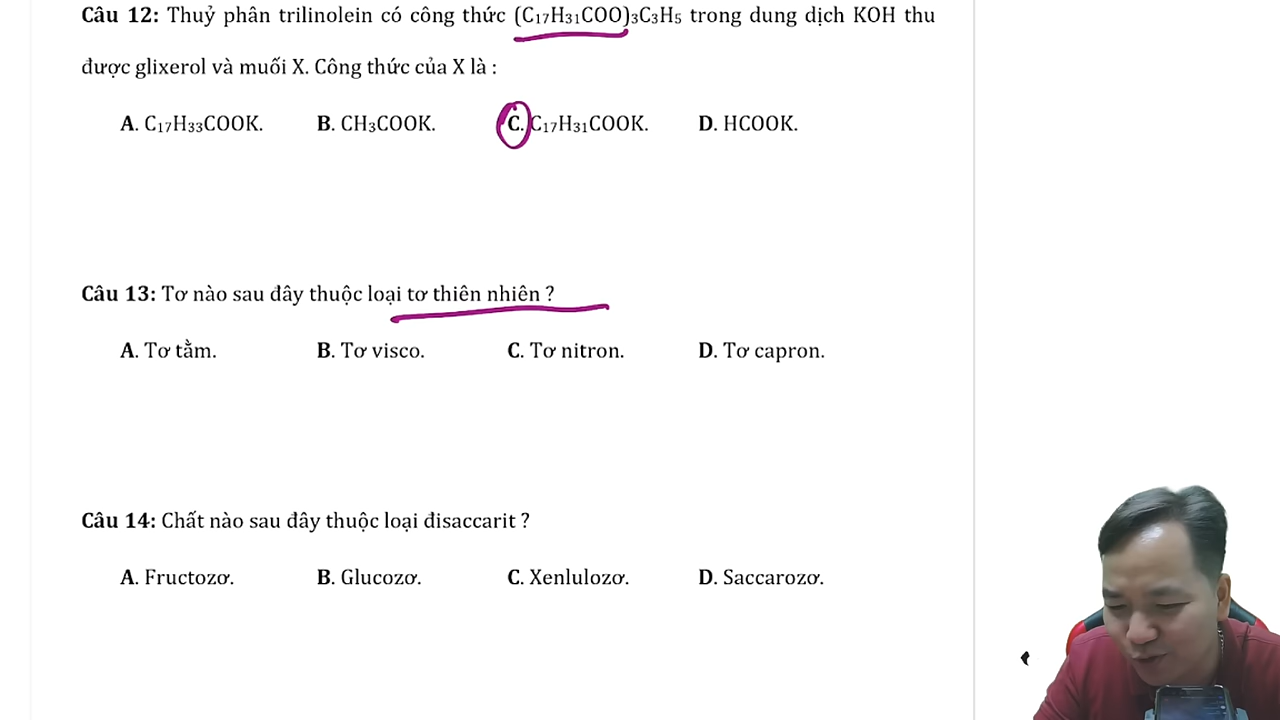 Câu 12: Thuỷ phân trilinolein có công thức (C₁₇H₃₁COO)₃C₃H₅ trong dung dịch KOH thu
được glixerol và muối X. Công thức của X là :
A. C₁₇H₃₃COOK. B. CH₃COOK. C. C₁₇H₃₁COOK. D. HCOOK.
Câu 13: Tơ nào sau đây thuộc loại tơ thiên nhiên ?
A. Tơ tằm. B. Tơ visco. C. Tơ nitron. D. Tơ capron.
Câu 14: Chất nào sau đây thuộc loại đisaccarit ?
A. Fructozơ. B. Glucozơ. C. Xenlulozơ. D. Saccarozơ.